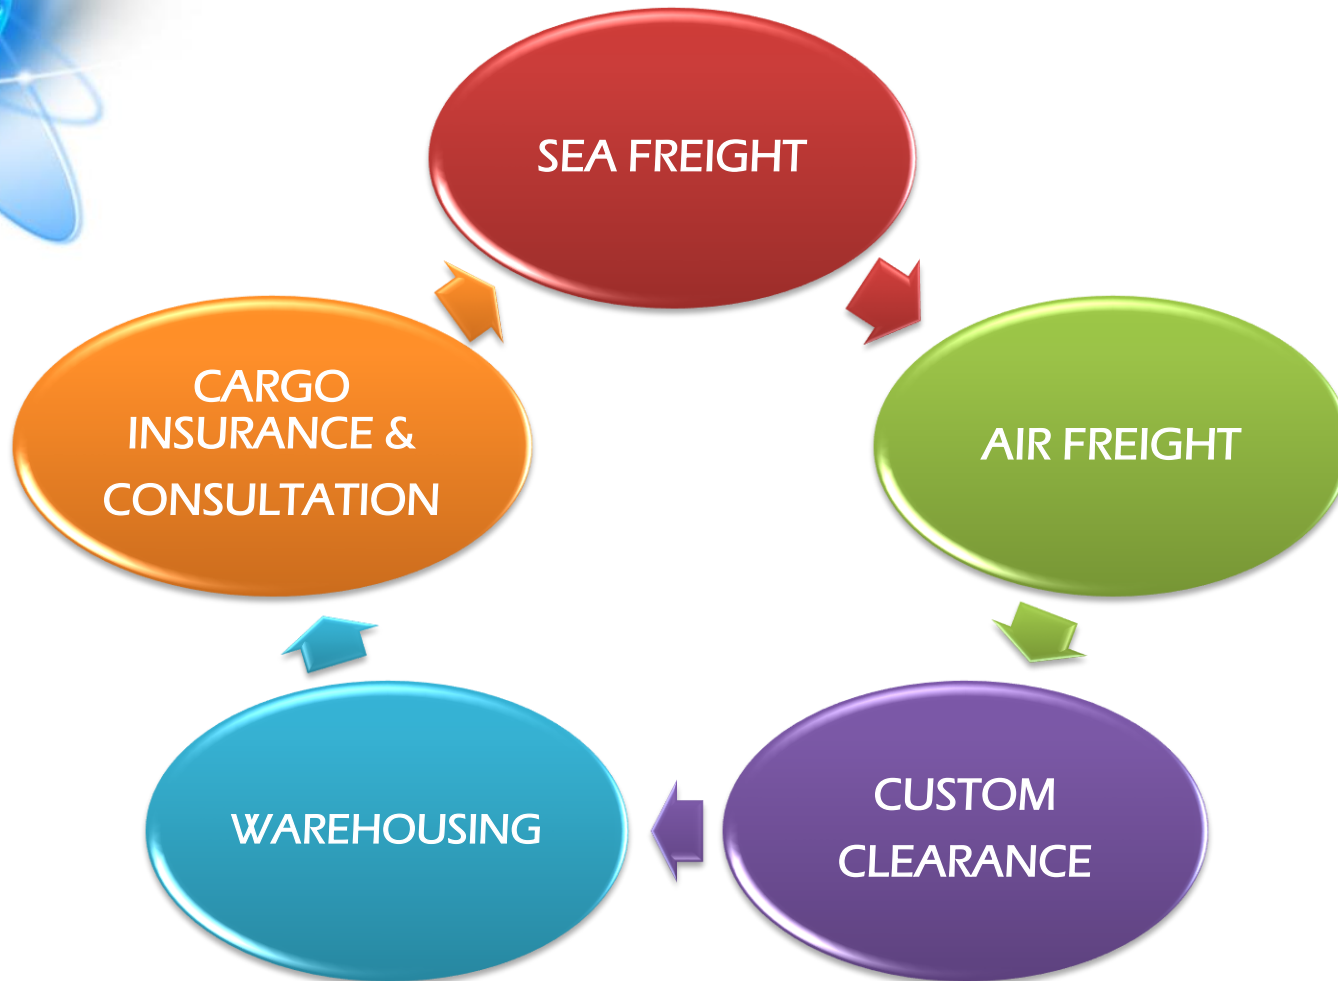 SEA FREIGHT
AIR FREIGHT
CUSTOM
CLEARANCE
WAREHOUSING
CARGO
INSURANCE &
CONSULTATION